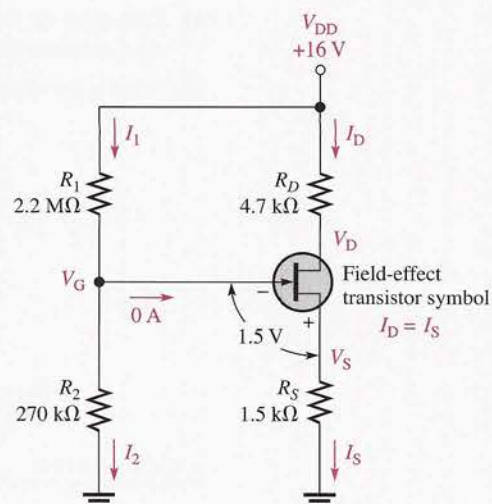 V_DD
+16 V
I_1
I_D
R_1
2.2 MΩ
R_D
4.7 kΩ
V_D
V_G
0 A
−
+
Field-effect
transistor symbol
I_D = I_S
1.5 V
V_S
R_2
270 kΩ
R_S
1.5 kΩ
I_2
I_S